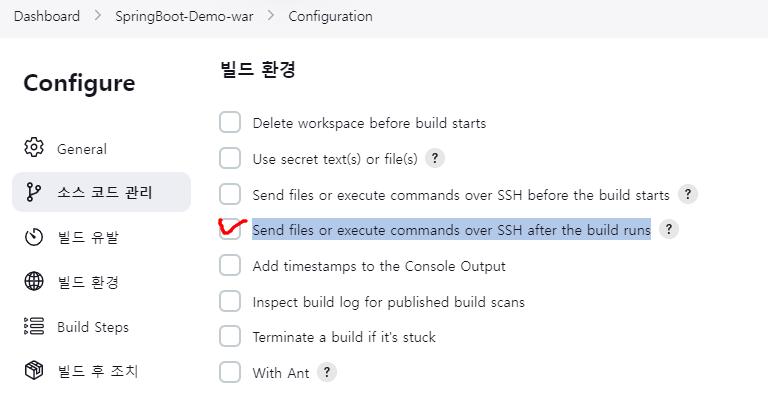 Dashboard > SpringBoot-Demo-war > Configuration
Configure
General
소스 코드 관리
빌드 유발
빌드 환경
Build Steps
빌드 후 조치
빌드 환경
Delete workspace before build starts
Use secret text(s) or file(s) ?
Send files or execute commands over SSH before the build starts ?
Send files or execute commands over SSH after the build runs ?
Add timestamps to the Console Output
Inspect build log for published build scans
Terminate a build if it's stuck
With Ant ?